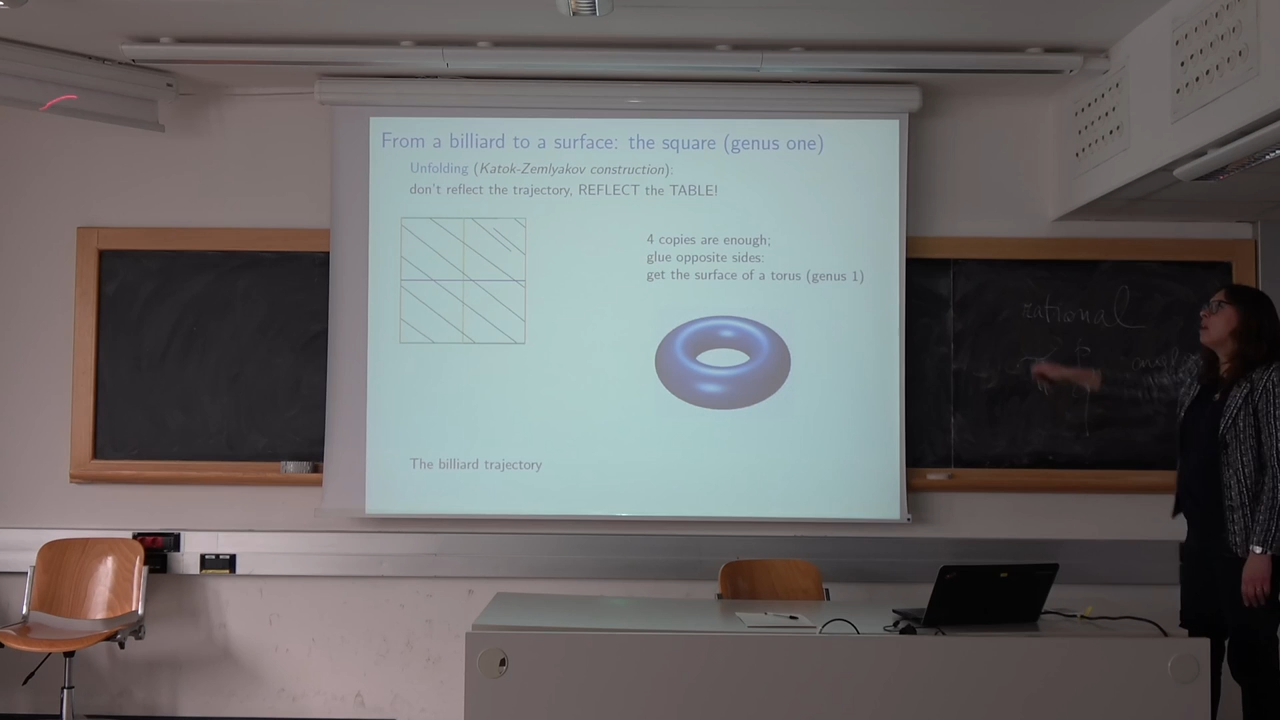 From a billiard to a surface: the square (genus one)
Unfolding (Katok-Zemlyakov construction):
don't reflect the trajectory, REFLECT the TABLE!
4 copies are enough;
glue opposite sides:
get the surface of a torus (genus 1)
The billiard trajectory
rational